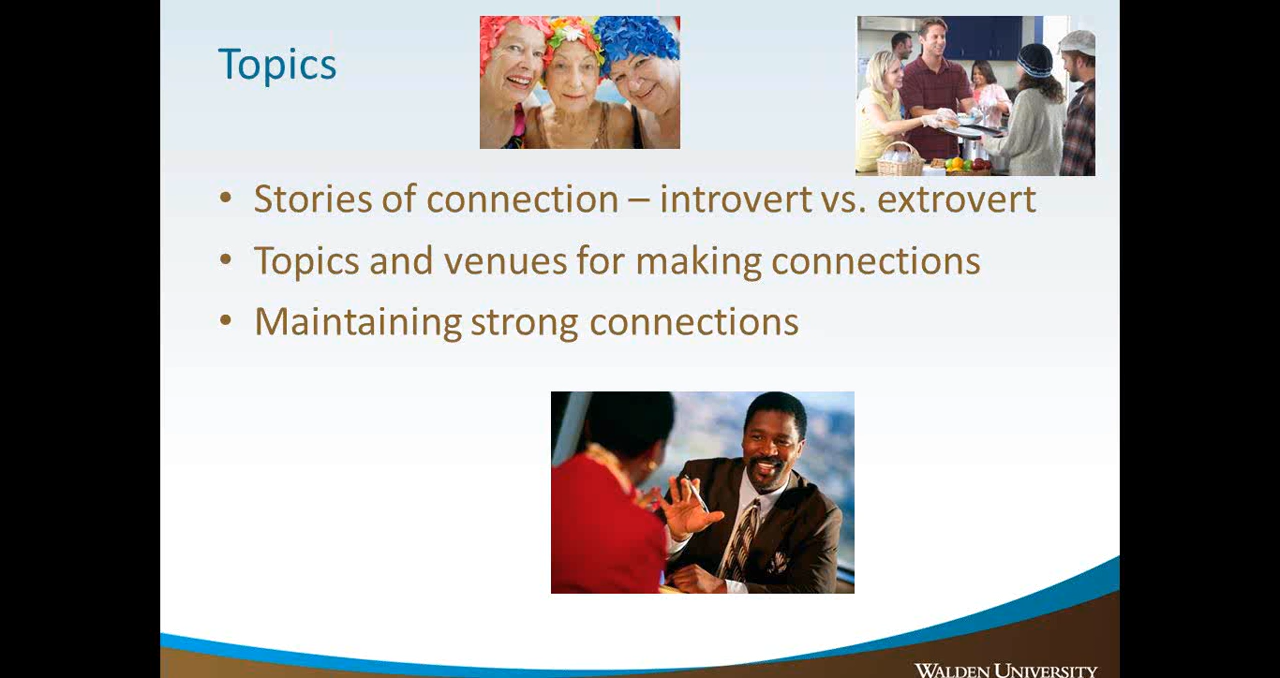 Topics
• Stories of connection – introvert vs. extrovert
• Topics and venues for making connections
• Maintaining strong connections
WALDEN UNIVERSITY